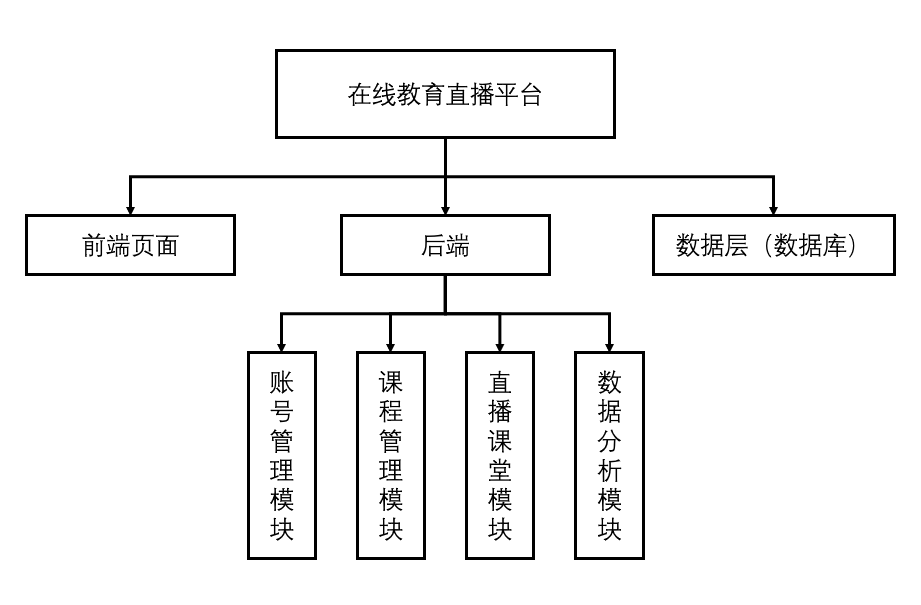 在线教育直播平台
前端页面
后端
数据层（数据库）
账号管理模块
课程管理模块
直播课堂模块
数据分析模块